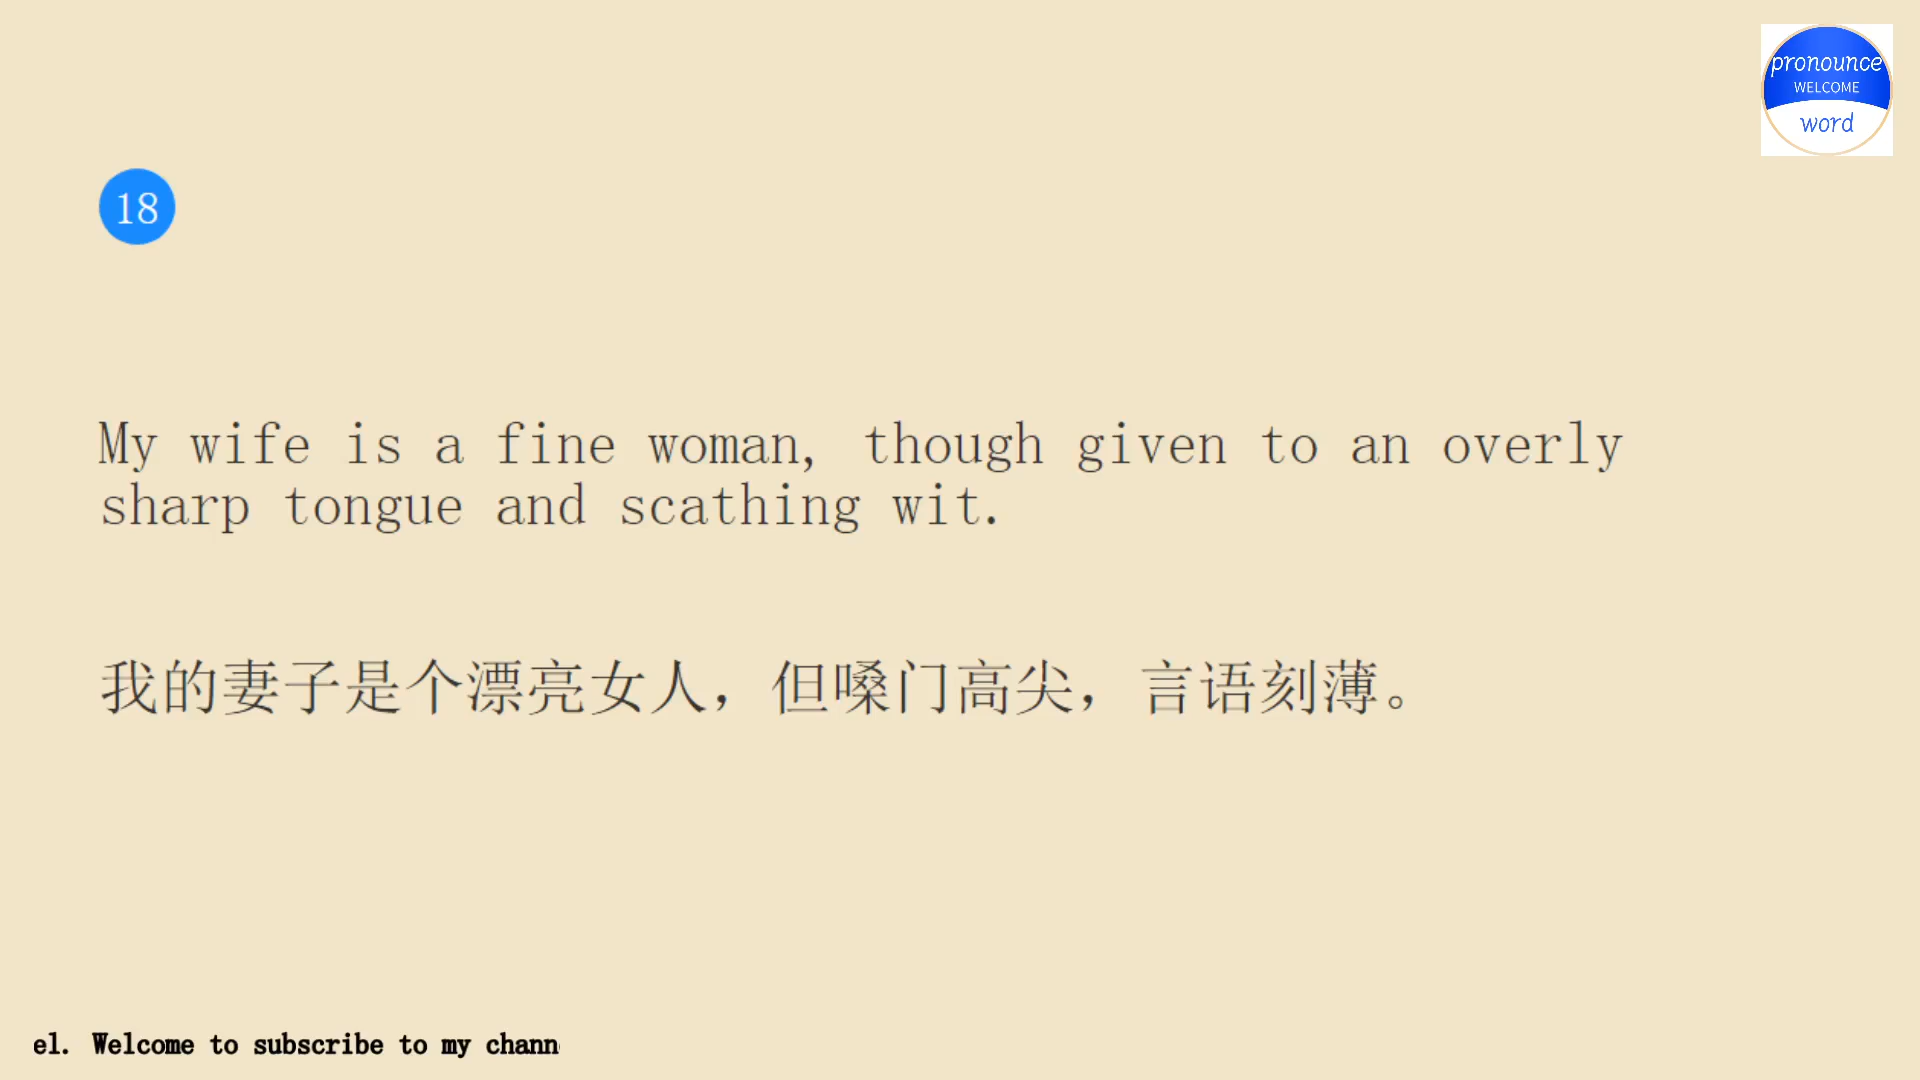 pronounce
WELCOME
word
18
My wife is a fine woman, though given to an overly
sharp tongue and scathing wit.
我的妻子是个漂亮女人，但嗓门高尖，言语刻薄。
el. Welcome to subscribe to my chann